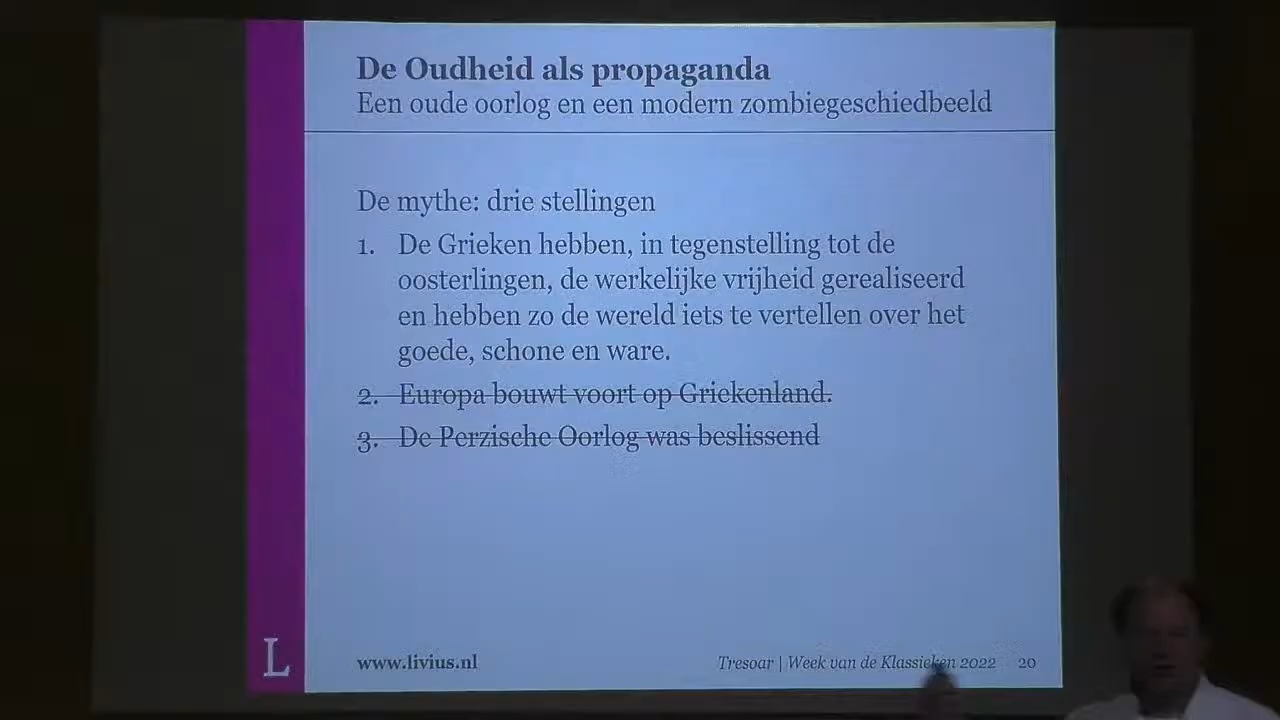 De Oudheid als propaganda
Een oude oorlog en een modern zombiegeschiedbeeld
De mythe: drie stellingen
1. De Grieken hebben, in tegenstelling tot de
oosterlingen, de werkelijke vrijheid gerealiseerd
en hebben zo de wereld iets te vertellen over het
goede, schone en ware.
2. Europa bouwt voort op Griekenland.
3. De Perzische Oorlog was beslissend
L
www.livius.nl
Tresoar | Week van de Klassieken 2022 20